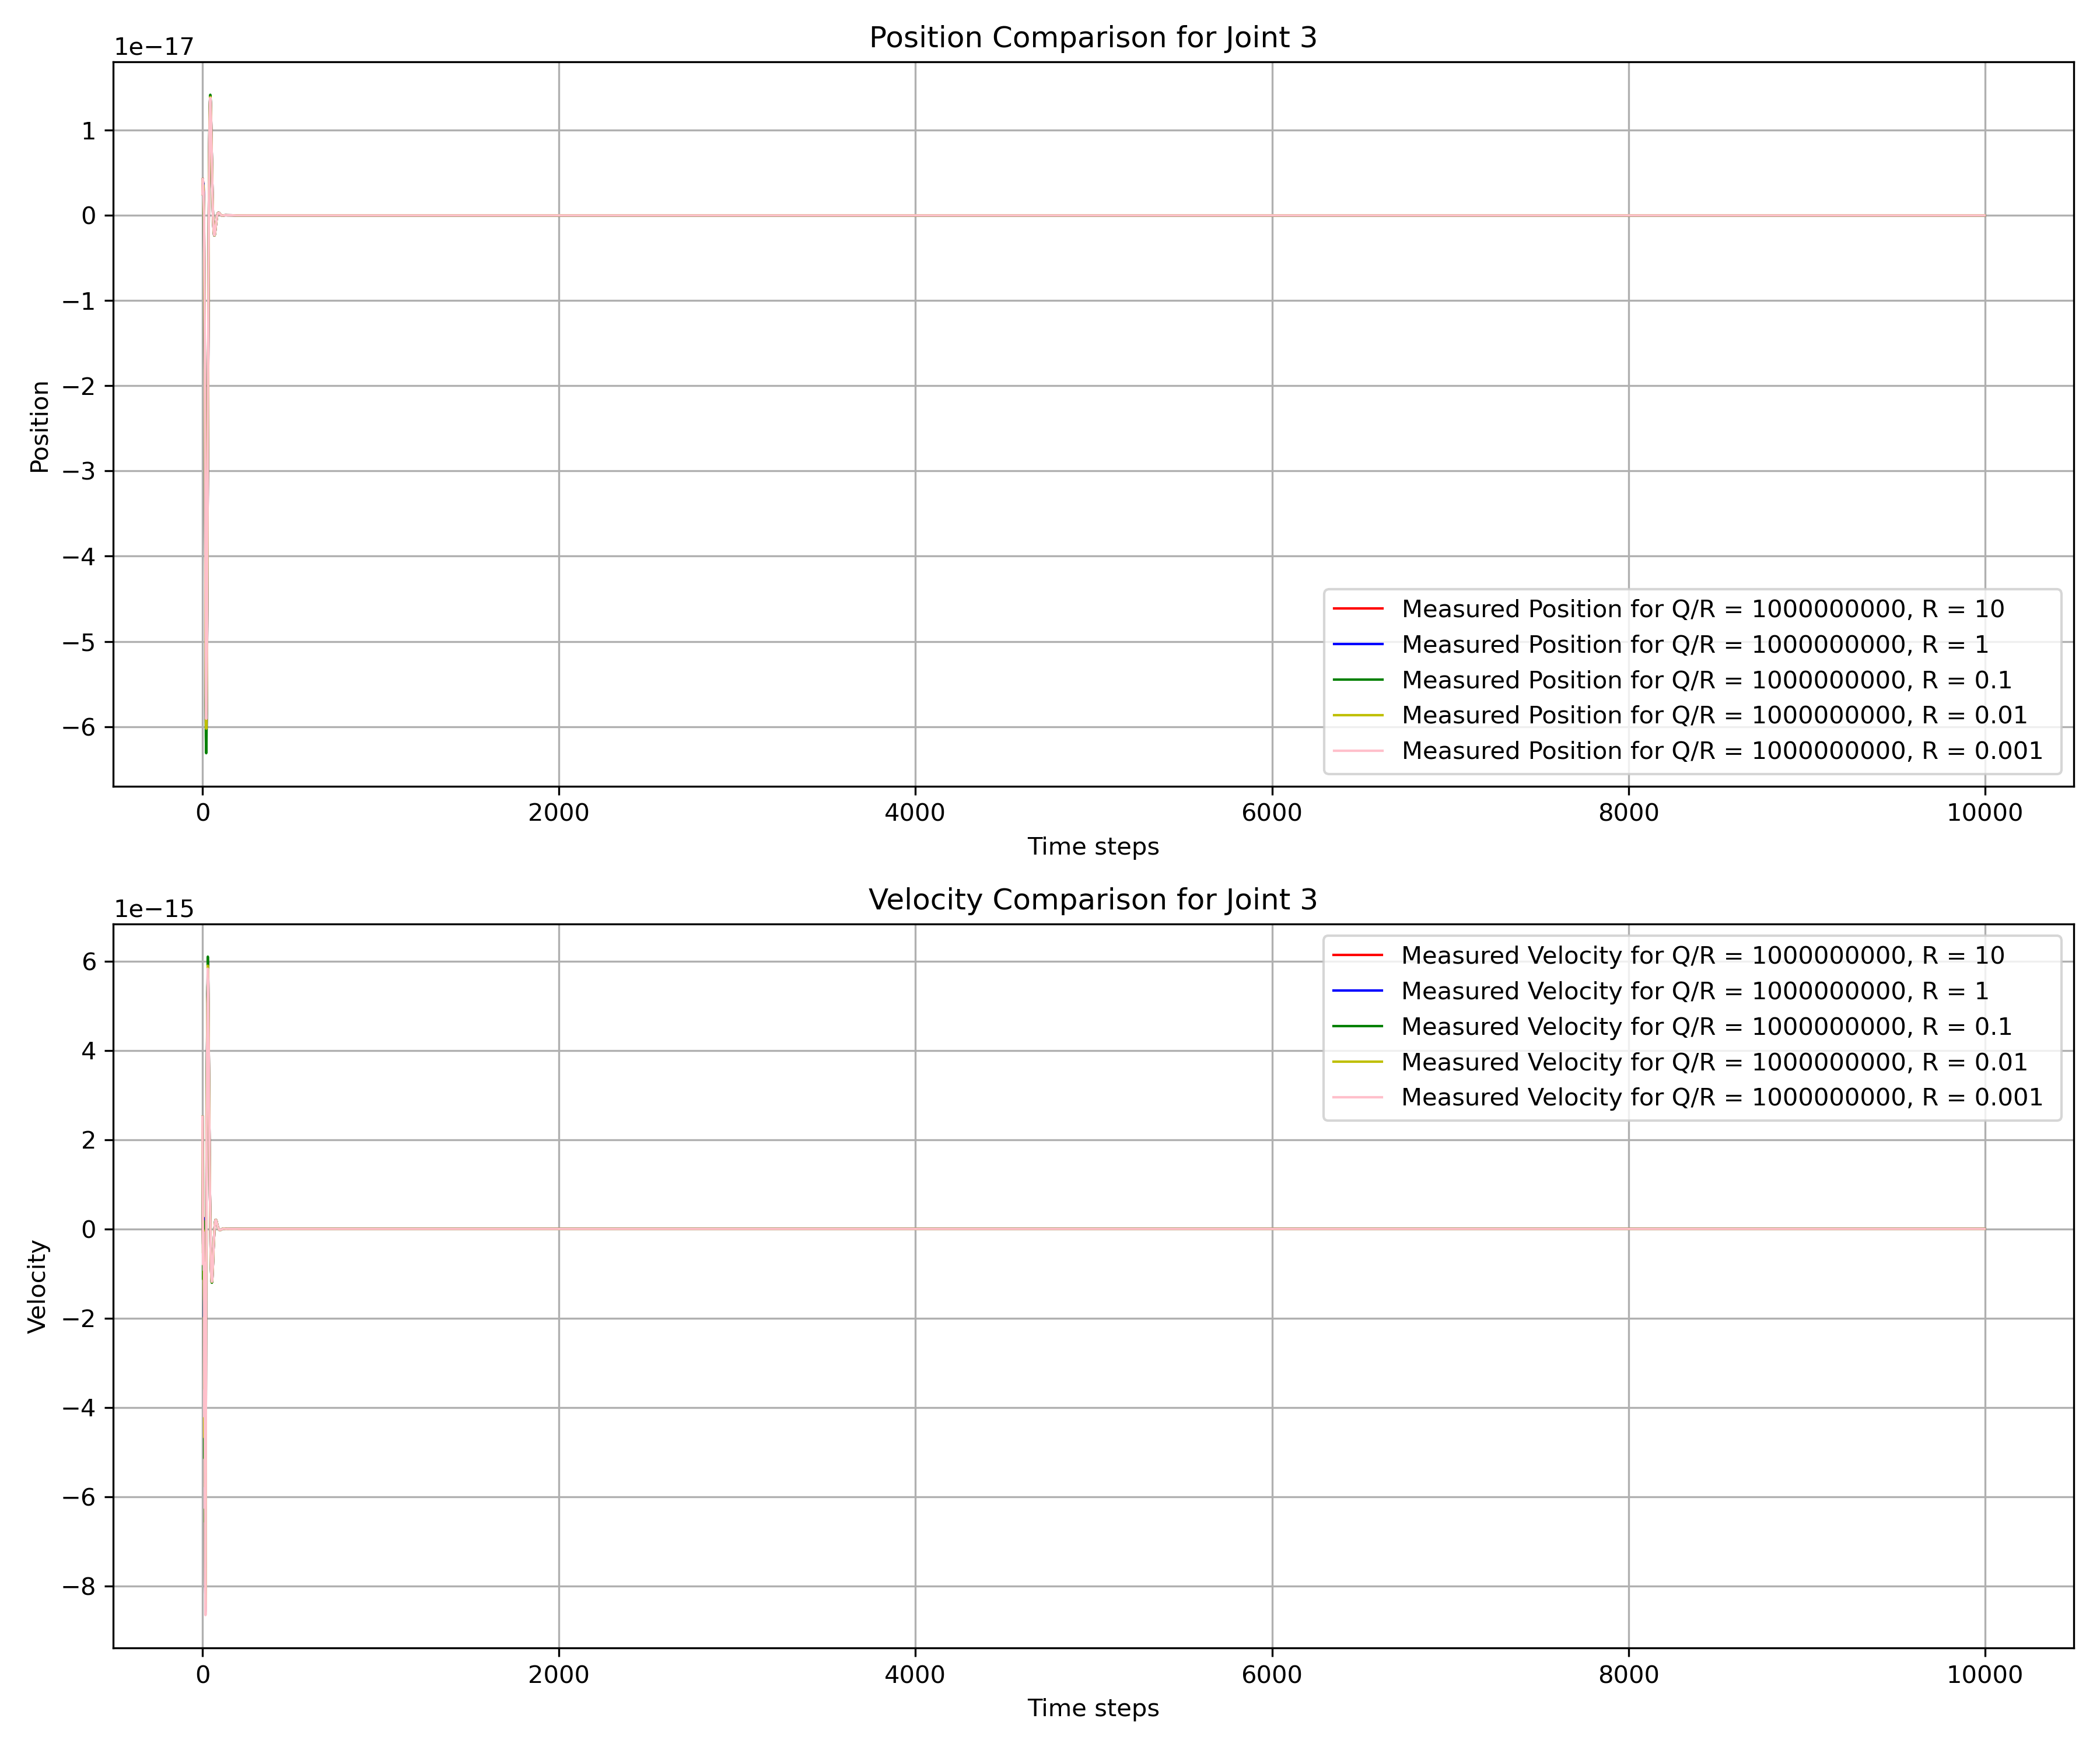 Position Comparison for Joint 3
1e−17
1
0
−1
−2
−3
−4
−5
−6
Position
Measured Position for Q/R = 1000000000, R = 10
Measured Position for Q/R = 1000000000, R = 1
Measured Position for Q/R = 1000000000, R = 0.1
Measured Position for Q/R = 1000000000, R = 0.01
Measured Position for Q/R = 1000000000, R = 0.001
0 2000 4000 6000 8000 10000
Time steps
Velocity Comparison for Joint 3
1e−15
6
4
2
0
−2
−4
−6
−8
Velocity
Measured Velocity for Q/R = 1000000000, R = 10
Measured Velocity for Q/R = 1000000000, R = 1
Measured Velocity for Q/R = 1000000000, R = 0.1
Measured Velocity for Q/R = 1000000000, R = 0.01
Measured Velocity for Q/R = 1000000000, R = 0.001
0 2000 4000 6000 8000 10000
Time steps